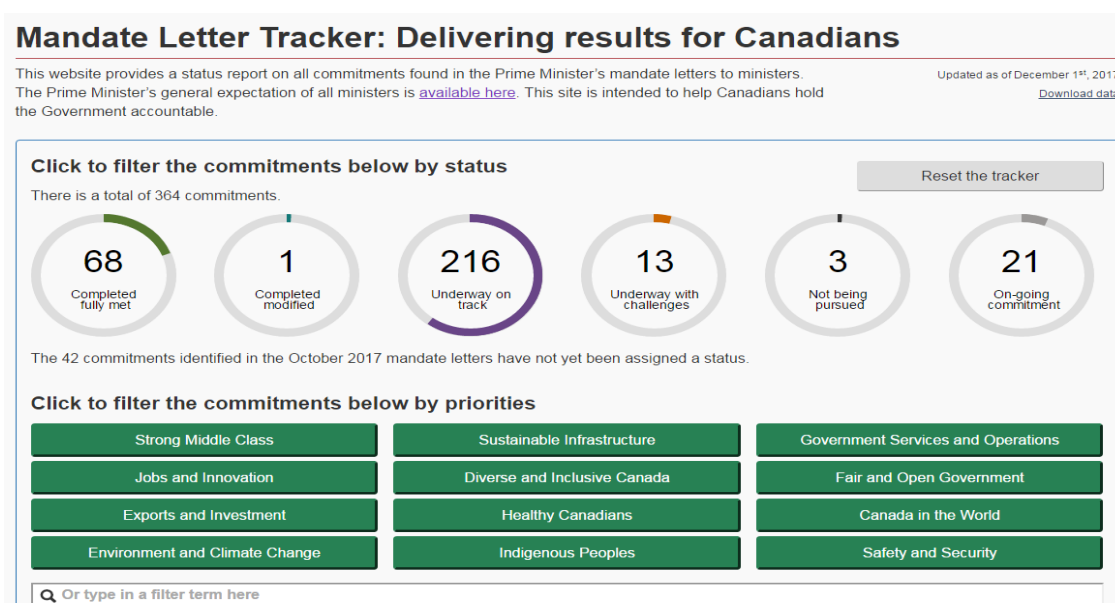 Mandate Letter Tracker: Delivering results for Canadians
This website provides a status report on all commitments found in the Prime Minister's mandate letters to ministers.
The Prime Minister's general expectation of all ministers is available here. This site is intended to help Canadians hold
the Government accountable.
Updated as of December 1st, 2017
Download data
Click to filter the commitments below by status
Reset the tracker
There is a total of 364 commitments.
68
Completed
fully met
1
Completed
modified
216
Underway on
track
13
Underway with
challenges
3
Not being
pursued
21
On-going
commitment
The 42 commitments identified in the October 2017 mandate letters have not yet been assigned a status.
Click to filter the commitments below by priorities
Strong Middle Class
Sustainable Infrastructure
Government Services and Operations
Jobs and Innovation
Diverse and Inclusive Canada
Fair and Open Government
Exports and Investment
Healthy Canadians
Canada in the World
Environment and Climate Change
Indigenous Peoples
Safety and Security
Or type in a filter term here